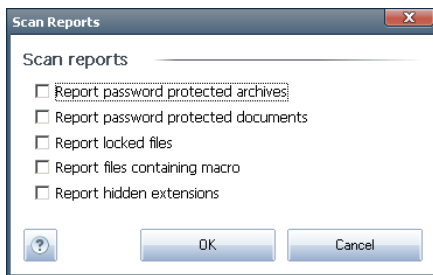 Scan Reports
Scan reports
Report password protected archives
Report password protected documents
Report locked files
Report files containing macro
Report hidden extensions
?
OK
Cancel